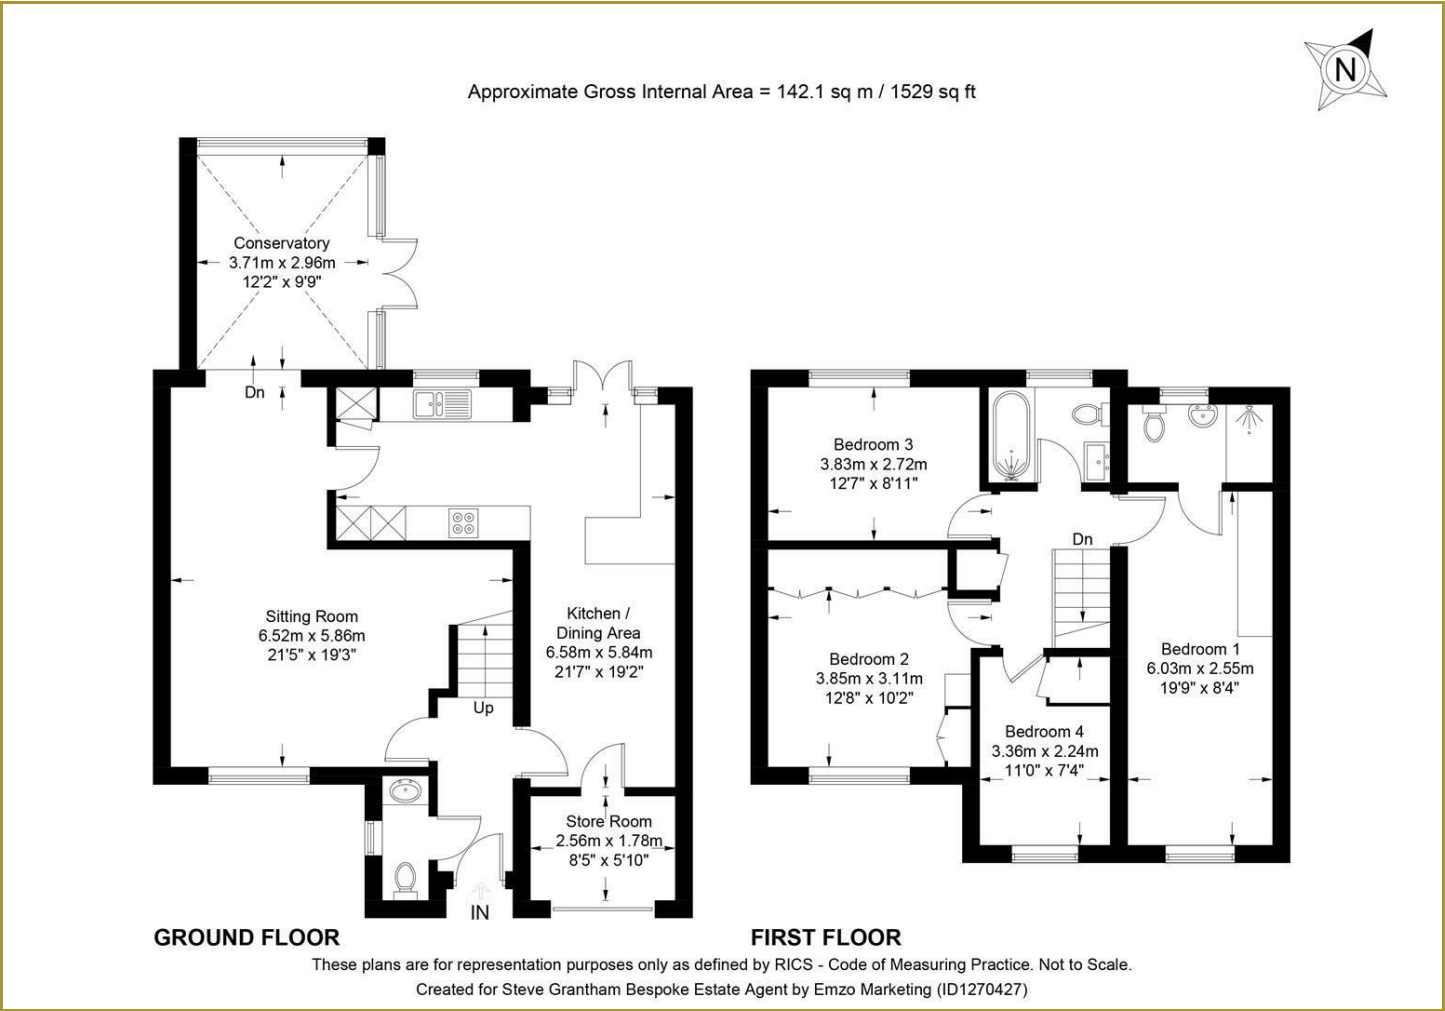 Approximate Gross Internal Area = 142.1 sq m / 1529 sq ft
N
Conservatory
3.71m x 2.96m
12'2" x 9'9"
Dn
Sitting Room
6.52m x 5.86m
21'5" x 19'3"
Kitchen /
Dining Area
6.58m x 5.84m
21'7" x 19'2"
Up
Store Room
2.56m x 1.78m
8'5" x 5'10"
IN
GROUND FLOOR
Bedroom 3
3.83m x 2.72m
12'7" x 8'11"
Dn
Bedroom 2
3.85m x 3.11m
12'8" x 10'2"
Bedroom 1
6.03m x 2.55m
19'9" x 8'4"
Bedroom 4
3.36m x 2.24m
11'0" x 7'4"
FIRST FLOOR
These plans are for representation purposes only as defined by RICS - Code of Measuring Practice. Not to Scale.
Created for Steve Grantham Bespoke Estate Agent by Emzo Marketing (ID1270427)